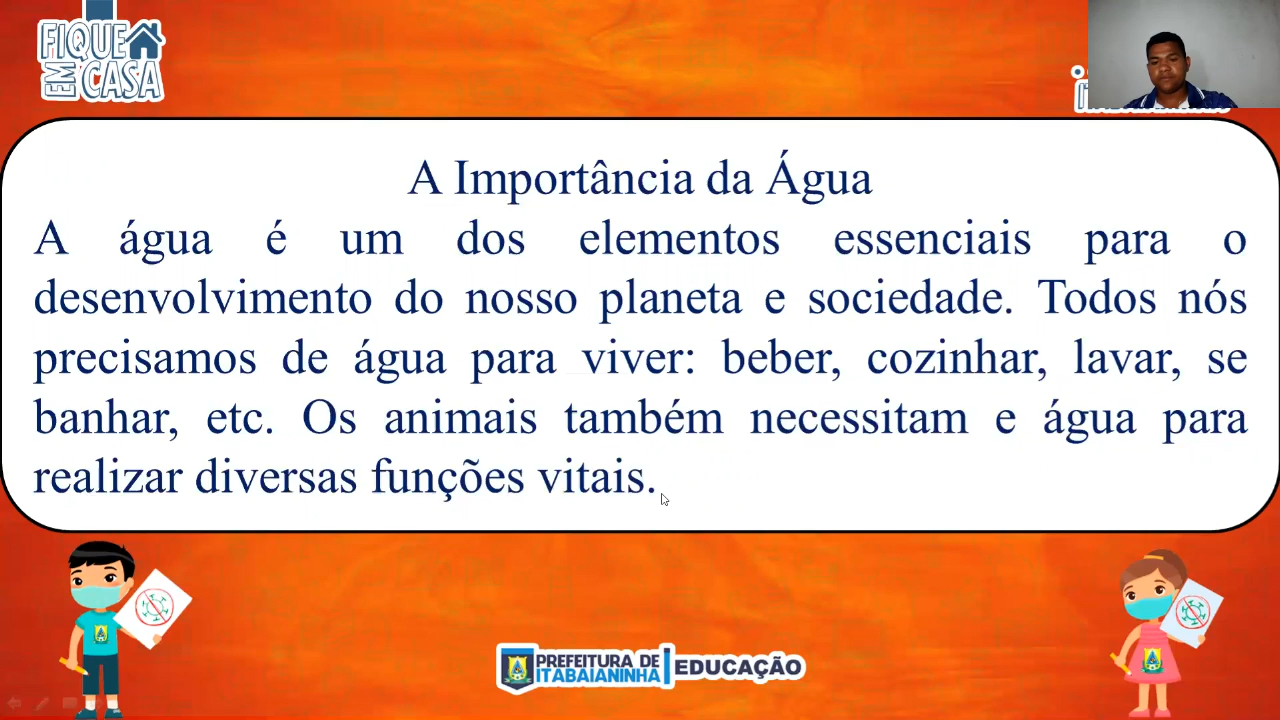 FIQUE
EM CASA
A Importância da Água
A água é um dos elementos essenciais para o
desenvolvimento do nosso planeta e sociedade. Todos nós
precisamos de água para viver: beber, cozinhar, lavar, se
banhar, etc. Os animais também necessitam e água para
realizar diversas funções vitais.
PREFEITURA DE
ITABAIANINHA
EDUCAÇÃO